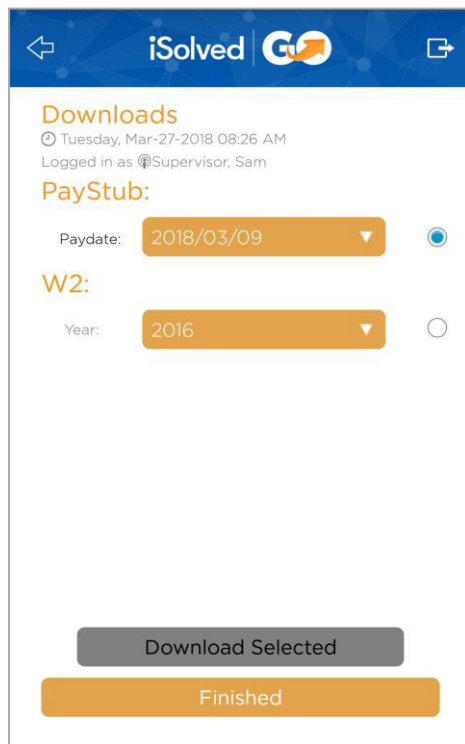 iSolved GO
Downloads
Tuesday, Mar-27-2018 08:26 AM
Logged in as Supervisor, Sam
PayStub:
Paydate: 2018/03/09
W2:
Year: 2016
Download Selected
Finished